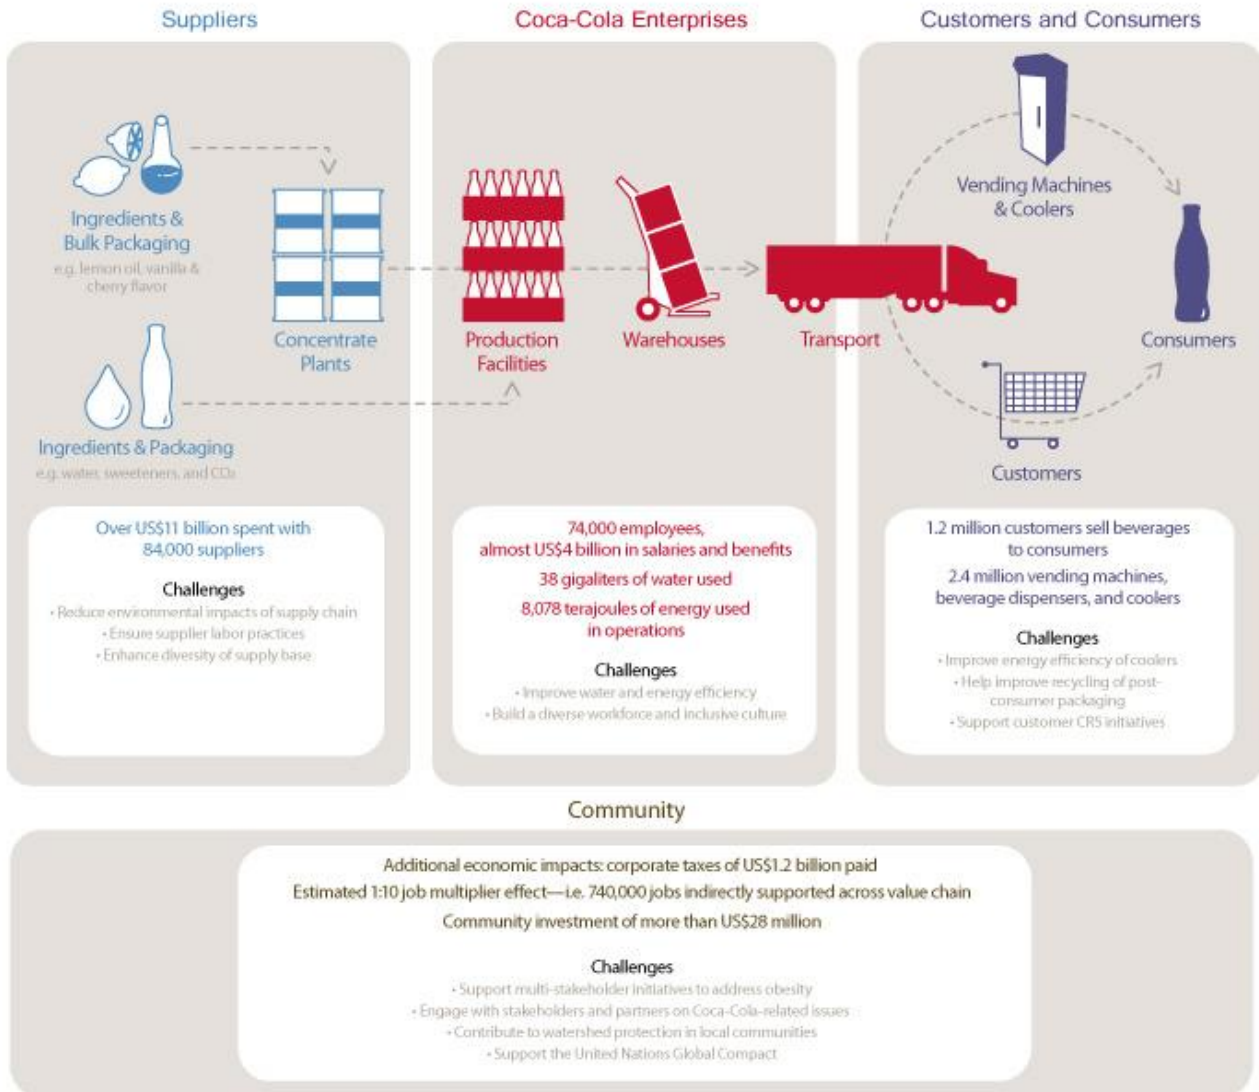 Suppliers
Coca-Cola Enterprises
Customers and Consumers
Ingredients &
Bulk Packaging
e.g. lemon oil, vanilla &
cherry flavor
Concentrate
Plants
Ingredients & Packaging
e.g. water, sweeteners, and CO₂
Production
Facilities
Warehouses
Transport
Vending Machines
& Coolers
Consumers
Customers
Over US$11 billion spent with
84,000 suppliers
Challenges
• Reduce environmental impacts of supply chain
• Ensure supplier labor practices
• Enhance diversity of supply base
74,000 employees,
almost US$4 billion in salaries and benefits
38 gigaliters of water used
8,078 terajoules of energy used
in operations
Challenges
• Improve water and energy efficiency
• Build a diverse workforce and inclusive culture
1.2 million customers sell beverages
to consumers
2.4 million vending machines,
beverage dispensers, and coolers
Challenges
• Improve energy efficiency of coolers
• Help improve recycling of post-
consumer packaging
• Support customer CRS initiatives
Community
Additional economic impacts: corporate taxes of US$1.2 billion paid
Estimated 1:10 job multiplier effect—i.e. 740,000 jobs indirectly supported across value chain
Community investment of more than US$28 million
Challenges
• Support multi-stakeholder initiatives to address obesity
• Engage with stakeholders and partners on Coca-Cola-related issues
• Contribute to watershed protection in local communities
• Support the United Nations Global Compact